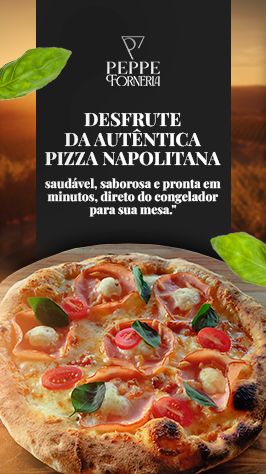 PEPPE
FORNERIA
DESFRUTE
DA AUTÊNTICA
PIZZA NAPOLITANA
saudável, saborosa e pronta em
minutos, direto do congelador
para sua mesa."